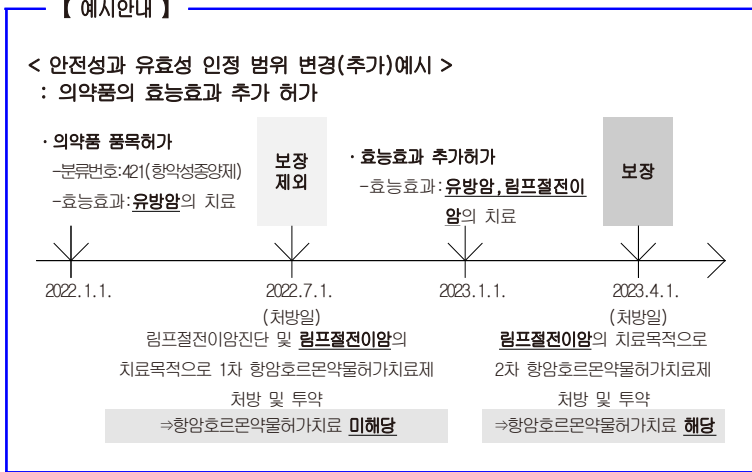 【 예시안내 】
< 안전성과 유효성 인정 범위 변경(추가)예시 >
: 의약품의 효능효과 추가 허가
· 의약품 품목허가
-분류번호:421(항악성종양제)
-효능효과:유방암의 치료
보장
제외
· 효능효과 추가허가
-효능효과:유방암,림프절전이
암의 치료
보장
2022.1.1.
2022.7.1.
(처방일)
2023.1.1.
2023.4.1.
(처방일)
림프절전이암진단 및 림프절전이암의
치료목적으로 1차 항암호르몬약물허가치료제
처방 및 투약
⇒항암호르몬약물허가치료 미해당
림프절전이암의 치료목적으로
2차 항암호르몬약물허가치료제
처방 및 투약
⇒항암호르몬약물허가치료 해당